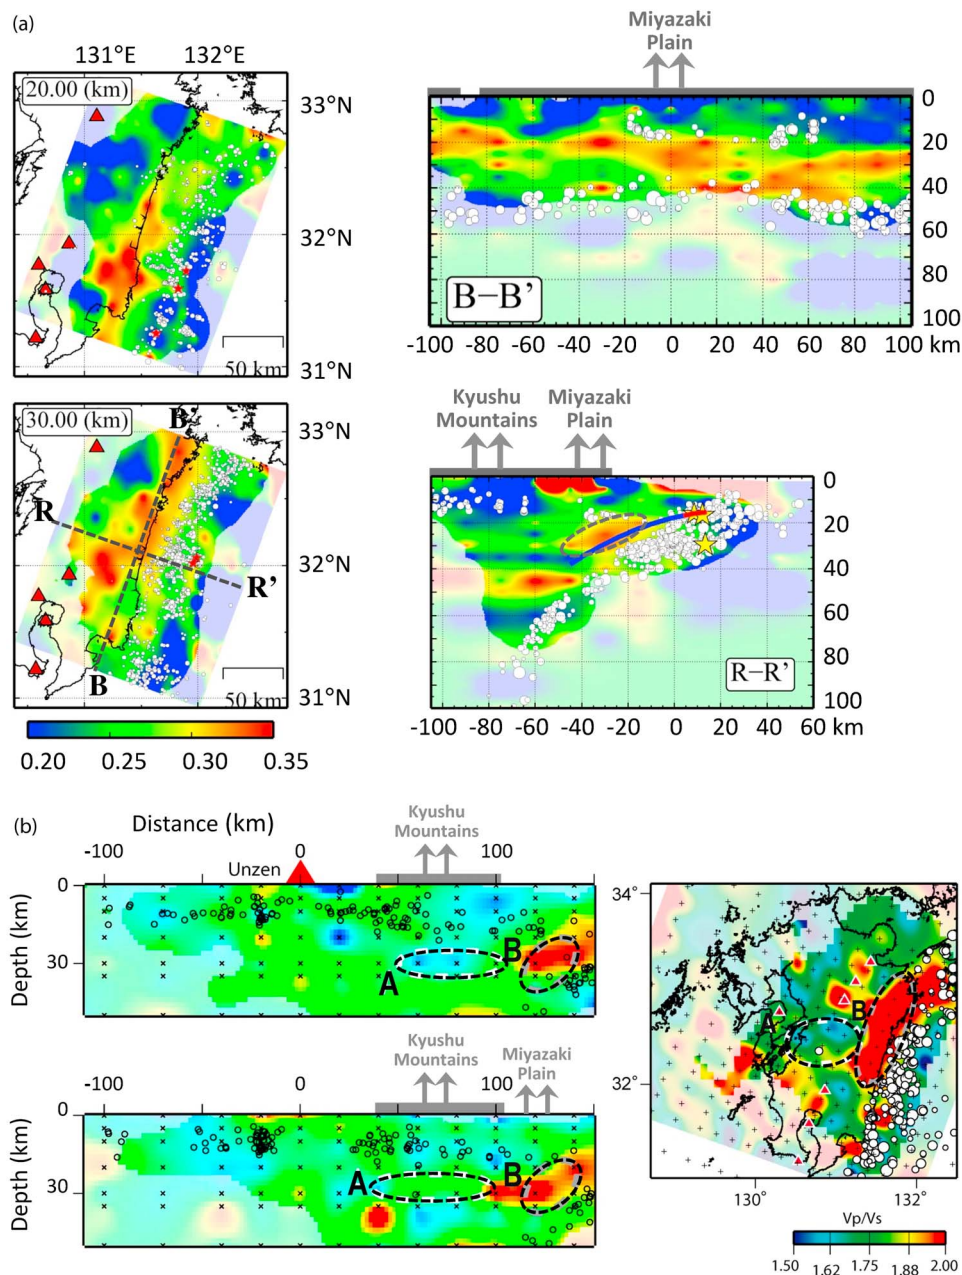 (a)
131°E 132°E
20.00 (km)
33°N
32°N
50 km
31°N
30.00 (km)
B'
33°N
R
32°N
R'
B
50 km
31°N
0.20 0.25 0.30 0.35
Miyazaki
Plain
0
20
40
60
80
100
B–B'
-100 -80 -60 -40 -20 0 20 40 60 80 100 km
Kyushu
Mountains
Miyazaki
Plain
0
20
40
60
80
100
R–R'
-100 -80 -60 -40 -20 0 20 40 60 km
(b)
Distance (km)
Kyushu
Mountains
-100 0 100
Unzen
0
30
Depth (km)
A
B
Kyushu
Mountains
Miyazaki
Plain
-100 0 100
0
30
Depth (km)
A
B
34°
32°
A
B
130° 132°
Vp/Vs
1.50 1.62 1.75 1.88 2.00